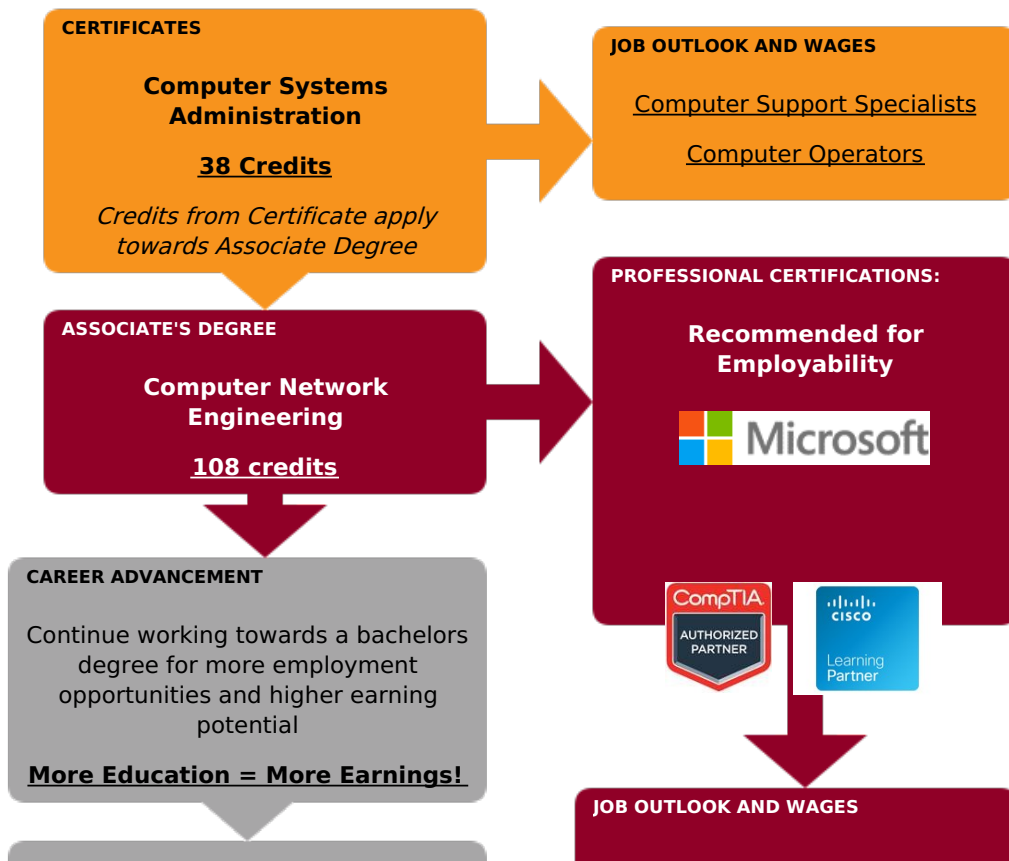 CERTIFICATES
Computer Systems
Administration
38 Credits
Credits from Certificate apply
towards Associate Degree
JOB OUTLOOK AND WAGES
Computer Support Specialists
Computer Operators
ASSOCIATE'S DEGREE
Computer Network
Engineering
108 credits
PROFESSIONAL CERTIFICATIONS:
Recommended for
Employability
Microsoft
CompTIA
AUTHORIZED
PARTNER
CISCO
Learning
Partner
CAREER ADVANCEMENT
Continue working towards a bachelors
degree for more employment
opportunities and higher earning
potential
More Education = More Earnings!
JOB OUTLOOK AND WAGES